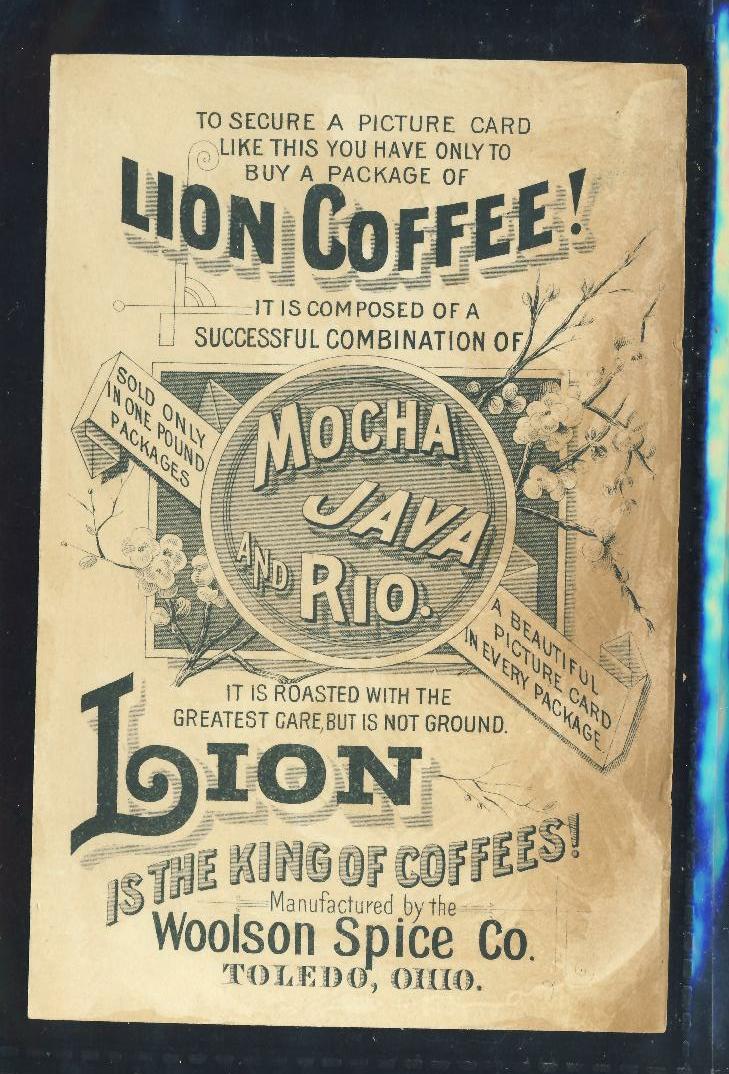 TO SECURE A PICTURE CARD
LIKE THIS YOU HAVE ONLY TO
BUY A PACKAGE OF
LION COFFEE!
IT IS COMPOSED OF A
SUCCESSFUL COMBINATION OF
SOLD ONLY
IN ONE POUND
PACKAGES
MOCHA
JAVA
AND RIO.
A BEAUTIFUL
PICTURE CARD
IN EVERY PACKAGE.
IT IS ROASTED WITH THE
GREATEST CARE, BUT IS NOT GROUND.
LION
IS THE KING OF COFFEES!
Manufactured by the
Woolson Spice Co.
TOLEDO, OHIO.